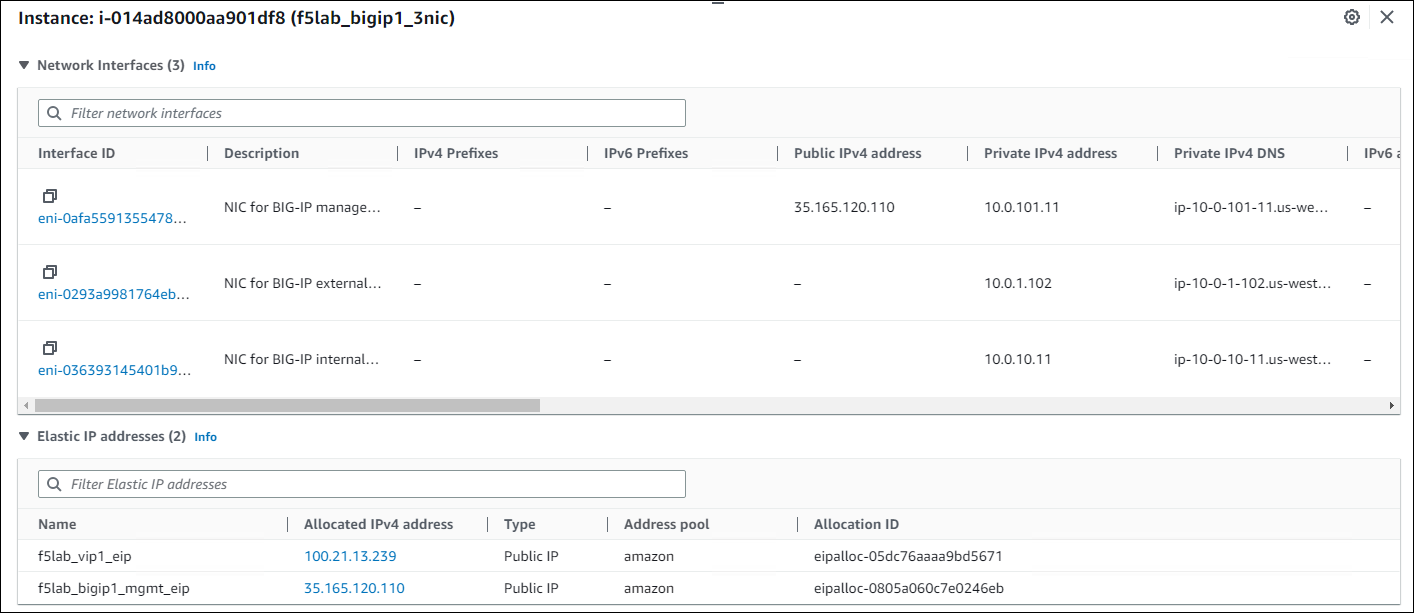 Instance: i-014ad8000aa901df8 (f5lab_bigip1_3nic)
Network Interfaces (3) Info
Filter network interfaces
Interface ID Description IPv4 Prefixes IPv6 Prefixes Public IPv4 address Private IPv4 address Private IPv4 DNS IPv6 a
eni-0afa5591355478... NIC for BIG-IP manage... – – 35.165.120.110 10.0.101.11 ip-10-0-101-11.us-we... –
eni-0293a9981764eb... NIC for BIG-IP external... – – – 10.0.1.102 ip-10-0-1-102.us-west... –
eni-036393145401b9... NIC for BIG-IP internal... – – – 10.0.10.11 ip-10-0-10-11.us-west... –
Elastic IP addresses (2) Info
Filter Elastic IP addresses
Name Allocated IPv4 address Type Address pool Allocation ID
f5lab_vip1_eip 100.21.13.239 Public IP amazon eipalloc-05dc76aaaa9bd5671
f5lab_bigip1_mgmt_eip 35.165.120.110 Public IP amazon eipalloc-0805a060c7e0246eb